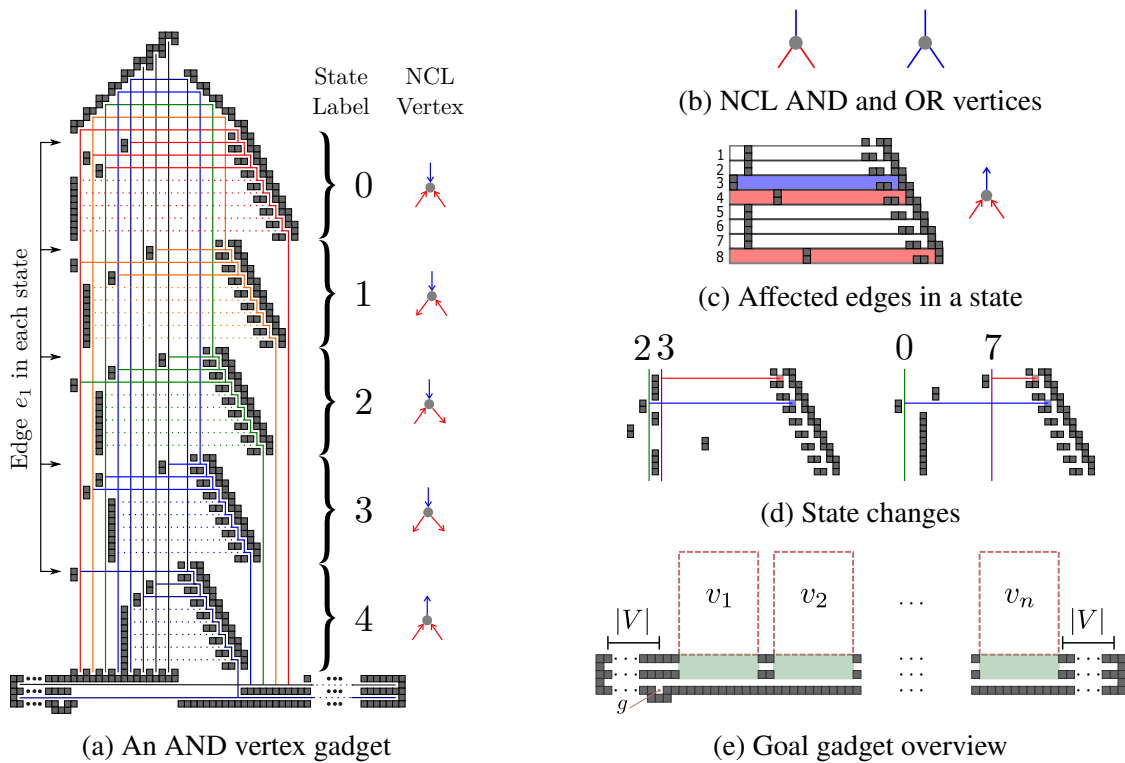 State
Label
NCL
Vertex
0
1
2
3
4
Edge e₁ in each state
(a) An AND vertex gadget
(b) NCL AND and OR vertices
1
2
3
4
5
6
7
8
(c) Affected edges in a state
2 3
0
7
(d) State changes
v₁
v₂
...
vₙ
|V|
|V|
...
g
(e) Goal gadget overview